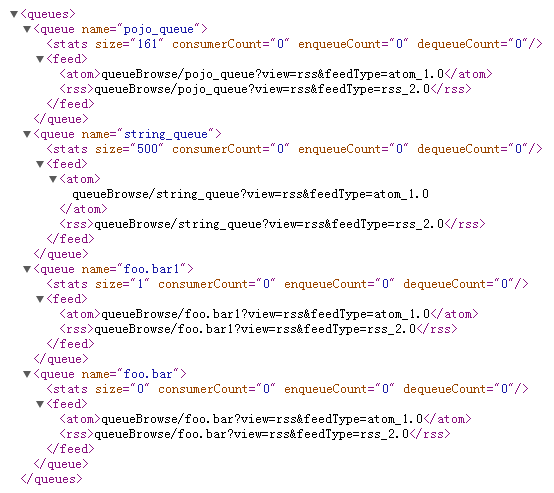 ▼<queues>
▼<queue name="pojo_queue">
<stats size="161" consumerCount="0" enqueueCount="0" dequeueCount="0"/>
▼<feed>
<atom>queueBrowse/pojo_queue?view=rss&feedType=atom_1.0</atom>
<rss>queueBrowse/pojo_queue?view=rss&feedType=rss_2.0</rss>
</feed>
</queue>
▼<queue name="string_queue">
<stats size="500" consumerCount="0" enqueueCount="0" dequeueCount="0"/>
▼<feed>
▼<atom>
queueBrowse/string_queue?view=rss&feedType=atom_1.0
</atom>
<rss>queueBrowse/string_queue?view=rss&feedType=rss_2.0</rss>
</feed>
</queue>
▼<queue name="foo.bar1">
<stats size="1" consumerCount="0" enqueueCount="0" dequeueCount="0"/>
▼<feed>
<atom>queueBrowse/foo.bar1?view=rss&feedType=atom_1.0</atom>
<rss>queueBrowse/foo.bar1?view=rss&feedType=rss_2.0</rss>
</feed>
</queue>
▼<queue name="foo.bar">
<stats size="0" consumerCount="0" enqueueCount="0" dequeueCount="0"/>
▼<feed>
<atom>queueBrowse/foo.bar?view=rss&feedType=atom_1.0</atom>
<rss>queueBrowse/foo.bar?view=rss&feedType=rss_2.0</rss>
</feed>
</queue>
</queues>